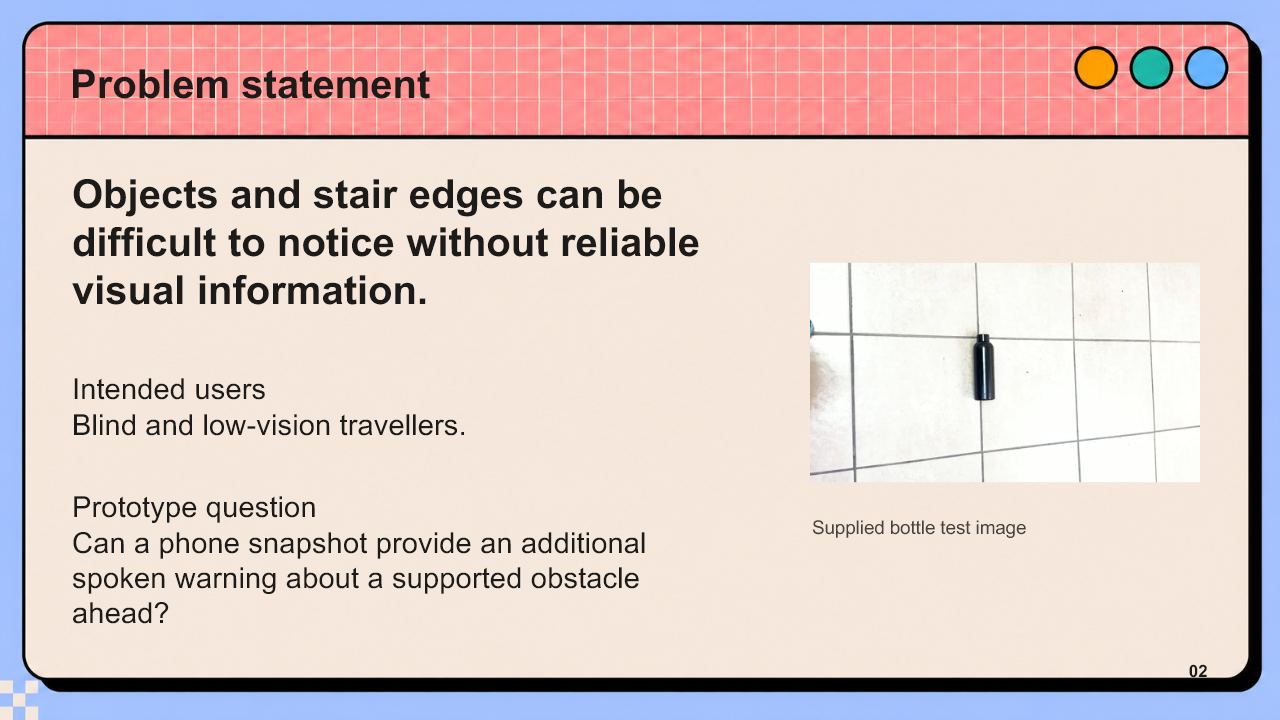 Problem statement
Objects and stair edges can be
difficult to notice without reliable
visual information.
Intended users
Blind and low-vision travellers.
Prototype question
Can a phone snapshot provide an additional
spoken warning about a supported obstacle
ahead?
Supplied bottle test image
02